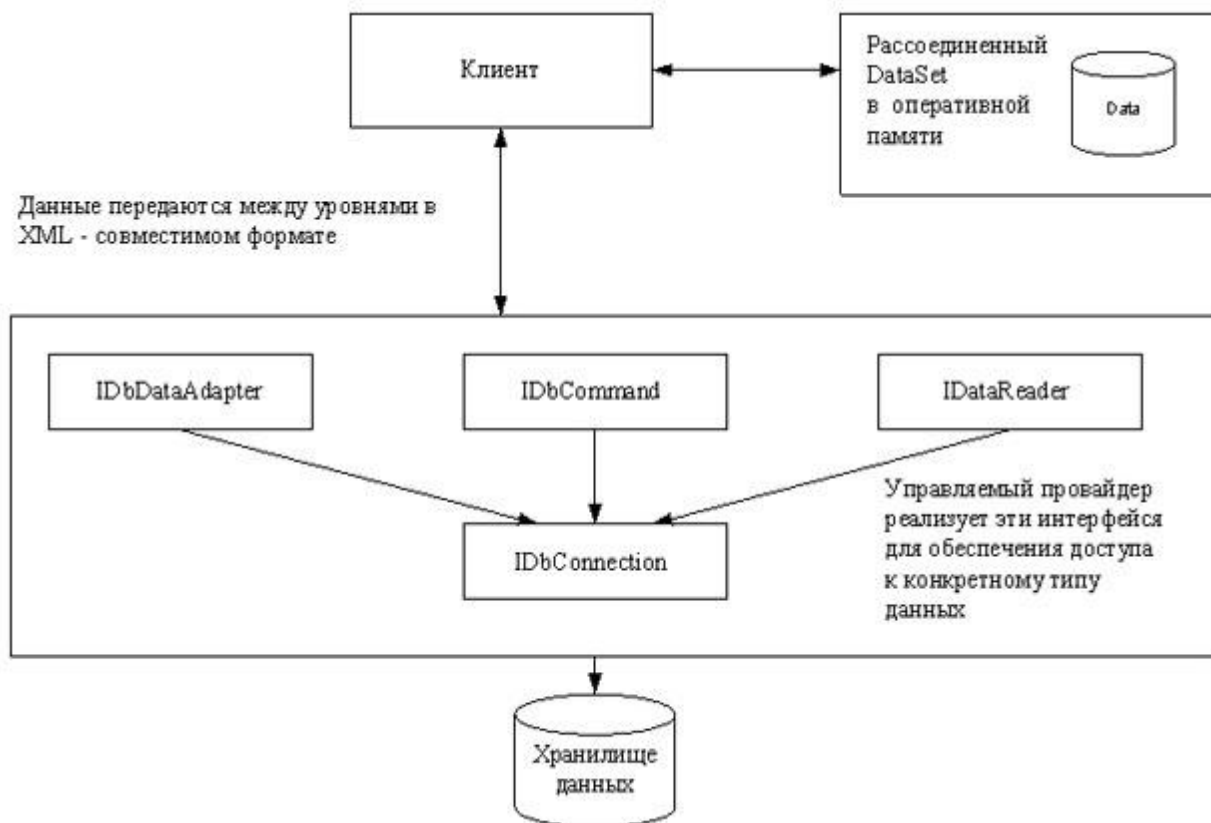 Клиент
Рассоединенный
DataSet
в оперативной
памяти
Data
Данные передаются между уровнями в
XML - совместимом формате
IDbDataAdapter
IDbCommand
IDataReader
Управляемый провайдер
реализует эти интерфейся
для обеспечения доступа
к конкретному типу
данных
IDbConnection
Хранилище
данных